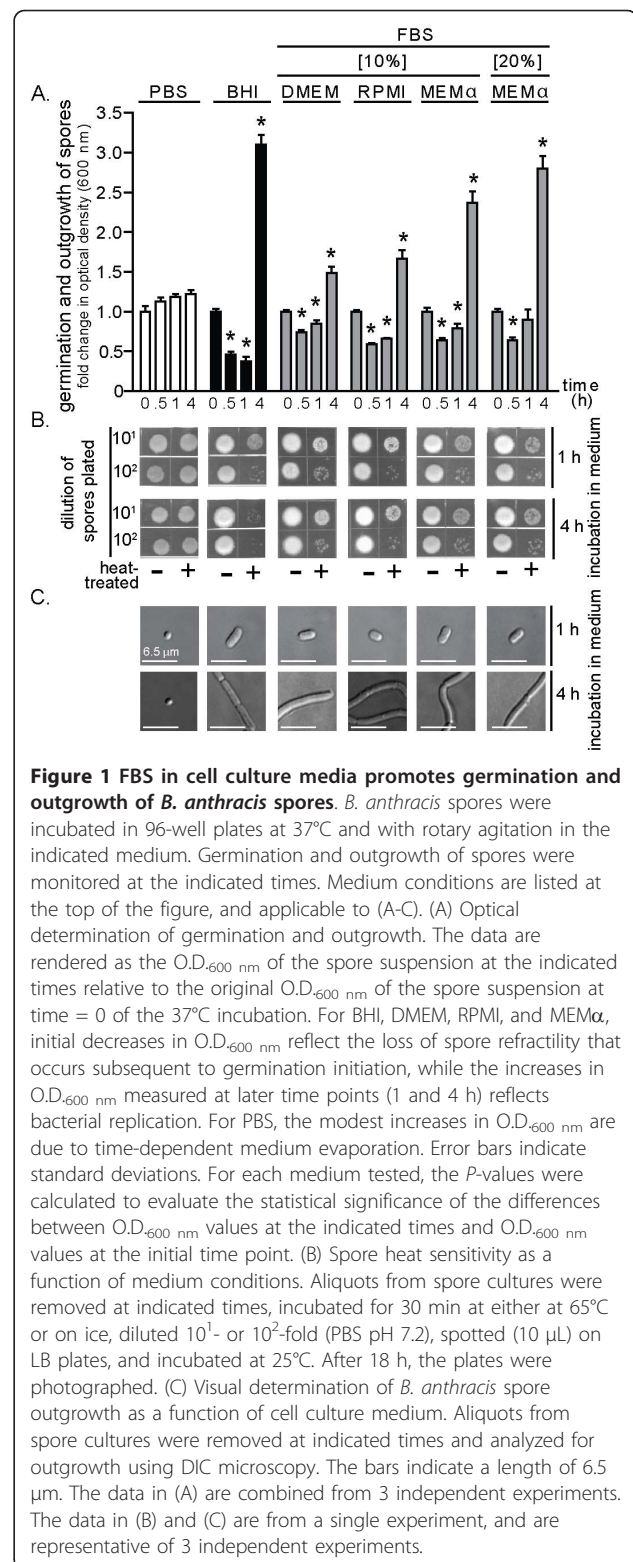 FBS
[10%] [20%]
A. PBS BHI DMEM RPMI MEMα MEMα
germination and outgrowth of spores
fold change in optical density (600 nm)
3.5
3.0
2.5
2.0
1.5
1.0
0.5
0
* * * * * * * * * * * * * *
0 .5 1 4 0 .5 1 4 0 .5 1 4 0 .5 1 4 0 .5 1 4 0 .5 1 4 time (h)
B.
dilution of spores plated
10¹
10²
1 h
10¹
10²
4 h
incubation in medium
heat-treated − + − + − + − + − + − +
C.
6.5 µm
1 h
4 h
incubation in medium
Figure 1 FBS in cell culture media promotes germination and
outgrowth of B. anthracis spores. B. anthracis spores were
incubated in 96-well plates at 37°C and with rotary agitation in the
indicated medium. Germination and outgrowth of spores were
monitored at the indicated times. Medium conditions are listed at
the top of the figure, and applicable to (A-C). (A) Optical
determination of germination and outgrowth. The data are
rendered as the O.D.600 nm of the spore suspension at the indicated
times relative to the original O.D.600 nm of the spore suspension at
time = 0 of the 37°C incubation. For BHI, DMEM, RPMI, and MEMα,
initial decreases in O.D.600 nm reflect the loss of spore refractility that
occurs subsequent to germination initiation, while the increases in
O.D.600 nm measured at later time points (1 and 4 h) reflects
bacterial replication. For PBS, the modest increases in O.D.600 nm are
due to time-dependent medium evaporation. Error bars indicate
standard deviations. For each medium tested, the P-values were
calculated to evaluate the statistical significance of the differences
between O.D.600 nm values at the indicated times and O.D.600 nm
values at the initial time point. (B) Spore heat sensitivity as a
function of medium conditions. Aliquots from spore cultures were
removed at indicated times, incubated for 30 min at either at 65°C
or on ice, diluted 10¹- or 10²-fold (PBS pH 7.2), spotted (10 μL) on
LB plates, and incubated at 25°C. After 18 h, the plates were
photographed. (C) Visual determination of B. anthracis spore
outgrowth as a function of cell culture medium. Aliquots from
spore cultures were removed at indicated times and analyzed for
outgrowth using DIC microscopy. The bars indicate a length of 6.5
μm. The data in (A) are combined from 3 independent experiments.
The data in (B) and (C) are from a single experiment, and are
representative of 3 independent experiments.